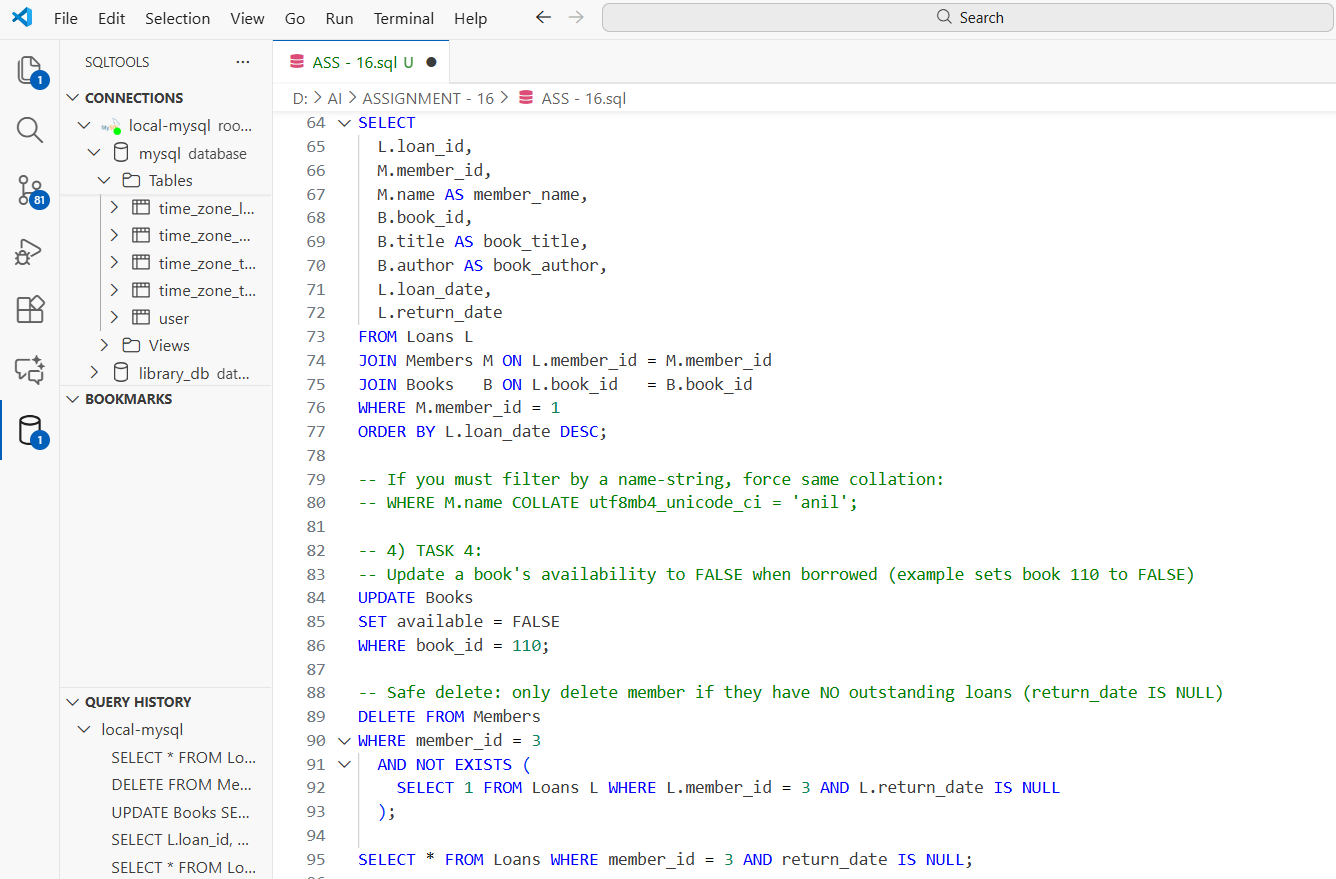 File Edit Selection View Go Run Terminal Help Search
SQLTOOLS ...
1
CONNECTIONS
local-mysql roo...
mysql database
Tables
81
time_zone_l...
time_zone_...
time_zone_t...
time_zone_t...
user
Views
library_db dat...
BOOKMARKS
1
QUERY HISTORY
local-mysql
SELECT * FROM Lo...
DELETE FROM Me...
UPDATE Books SE...
SELECT L.loan_id, ...
SELECT * FROM Lo...
ASS - 16.sql U
D: > AI > ASSIGNMENT - 16 > ASS - 16.sql
64 SELECT
65 L.loan_id,
66 M.member_id,
67 M.name AS member_name,
68 B.book_id,
69 B.title AS book_title,
70 B.author AS book_author,
71 L.loan_date,
72 L.return_date
73 FROM Loans L
74 JOIN Members M ON L.member_id = M.member_id
75 JOIN Books   B ON L.book_id   = B.book_id
76 WHERE M.member_id = 1
77 ORDER BY L.loan_date DESC;
78
79 -- If you must filter by a name-string, force same collation:
80 -- WHERE M.name COLLATE utf8mb4_unicode_ci = 'anil';
81
82 -- 4) TASK 4:
83 -- Update a book's availability to FALSE when borrowed (example sets book 110 to FALSE)
84 UPDATE Books
85 SET available = FALSE
86 WHERE book_id = 110;
87
88 -- Safe delete: only delete member if they have NO outstanding loans (return_date IS NULL)
89 DELETE FROM Members
90 WHERE member_id = 3
91 AND NOT EXISTS (
92 SELECT 1 FROM Loans L WHERE L.member_id = 3 AND L.return_date IS NULL
93 );
94
95 SELECT * FROM Loans WHERE member_id = 3 AND return_date IS NULL;